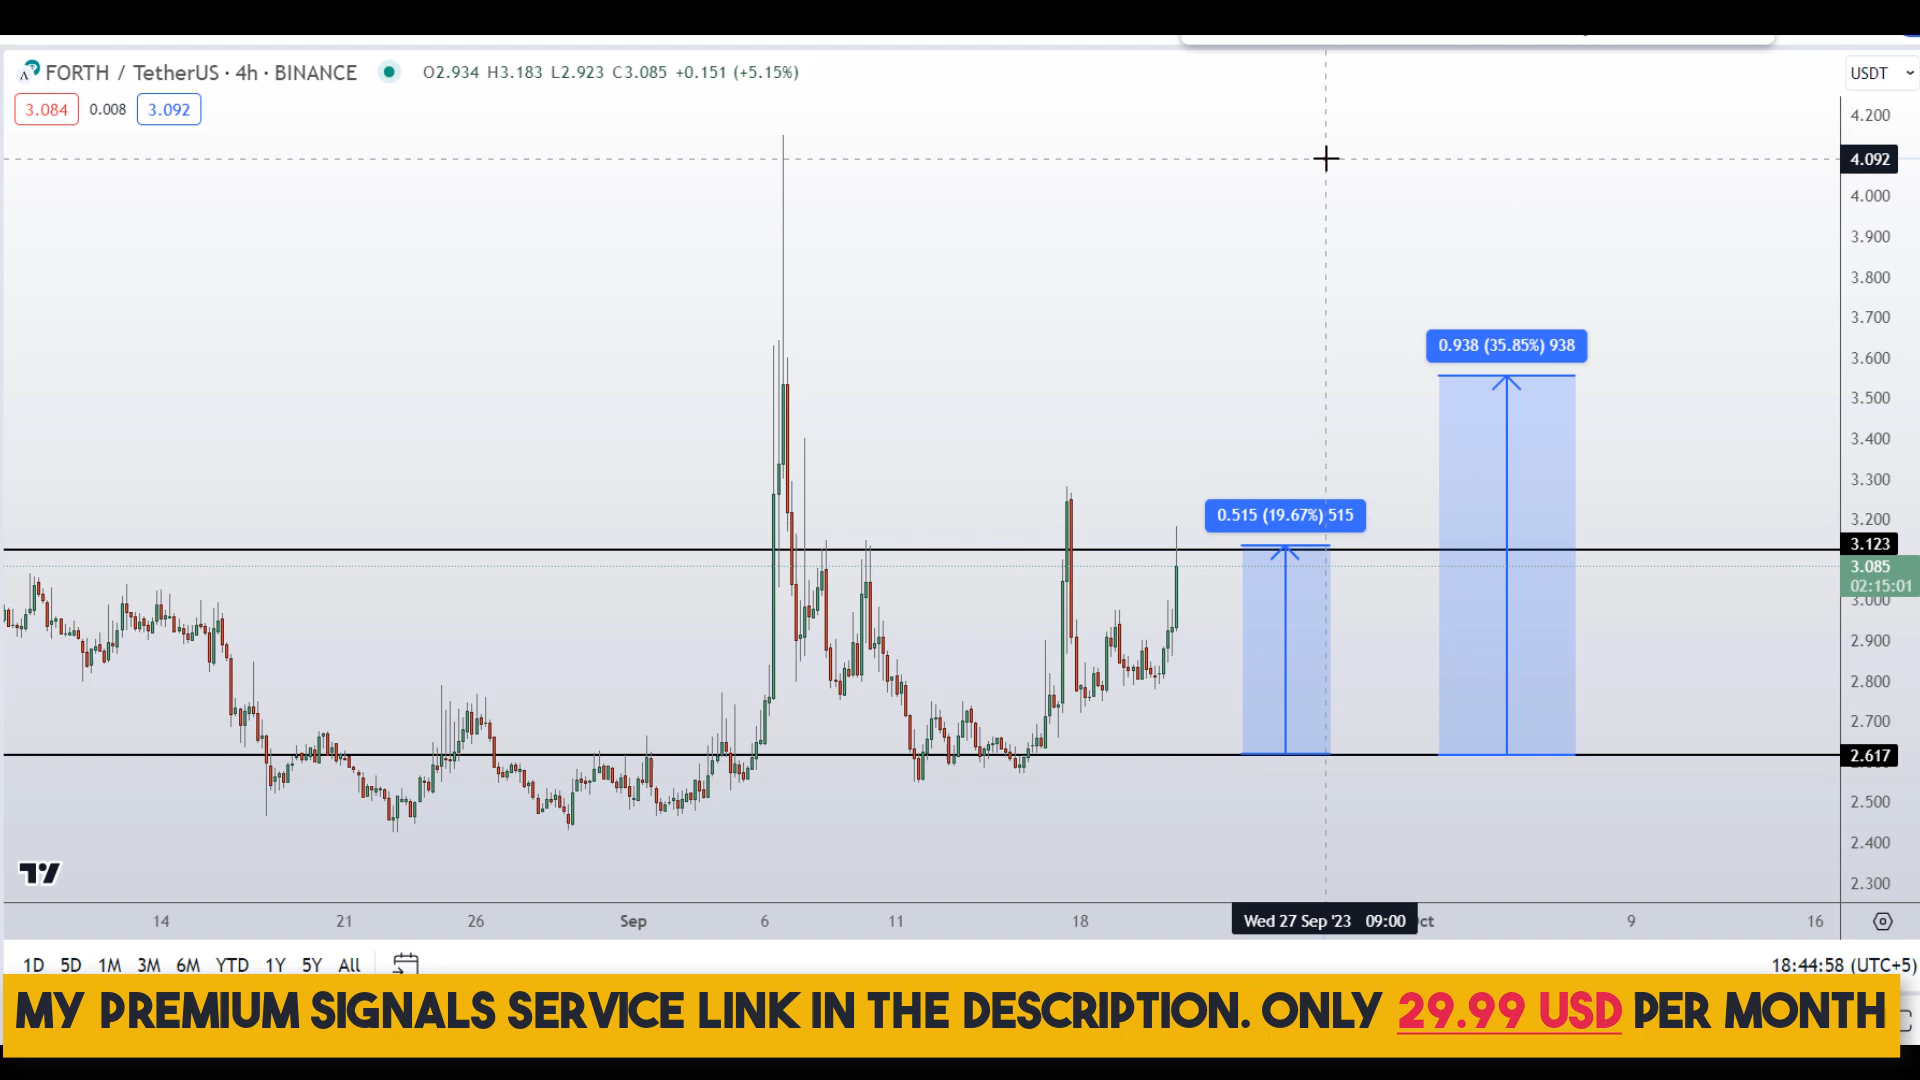 FORTH / TetherUS · 4h · BINANCE O2.934 H3.183 L2.923 C3.085 +0.151 (+5.15%)
USDT
3.084 0.008 3.092
4.200
4.092
4.000
3.900
3.800
3.700
0.938 (35.85%) 938
3.600
3.500
3.400
3.300
0.515 (19.67%) 515
3.200
3.123
3.085
02:15:01
3.000
2.900
2.800
2.700
2.617
2.500
2.400
2.300
14 21 26 Sep 6 11 18 Wed 27 Sep '23 09:00 ct 9 16
1D 5D 1M 3M 6M YTD 1Y 5Y All 18:44:58 (UTC+5)
MY PREMIUM SIGNALS SERVICE LINK IN THE DESCRIPTION. ONLY 29.99 USD PER MONTH